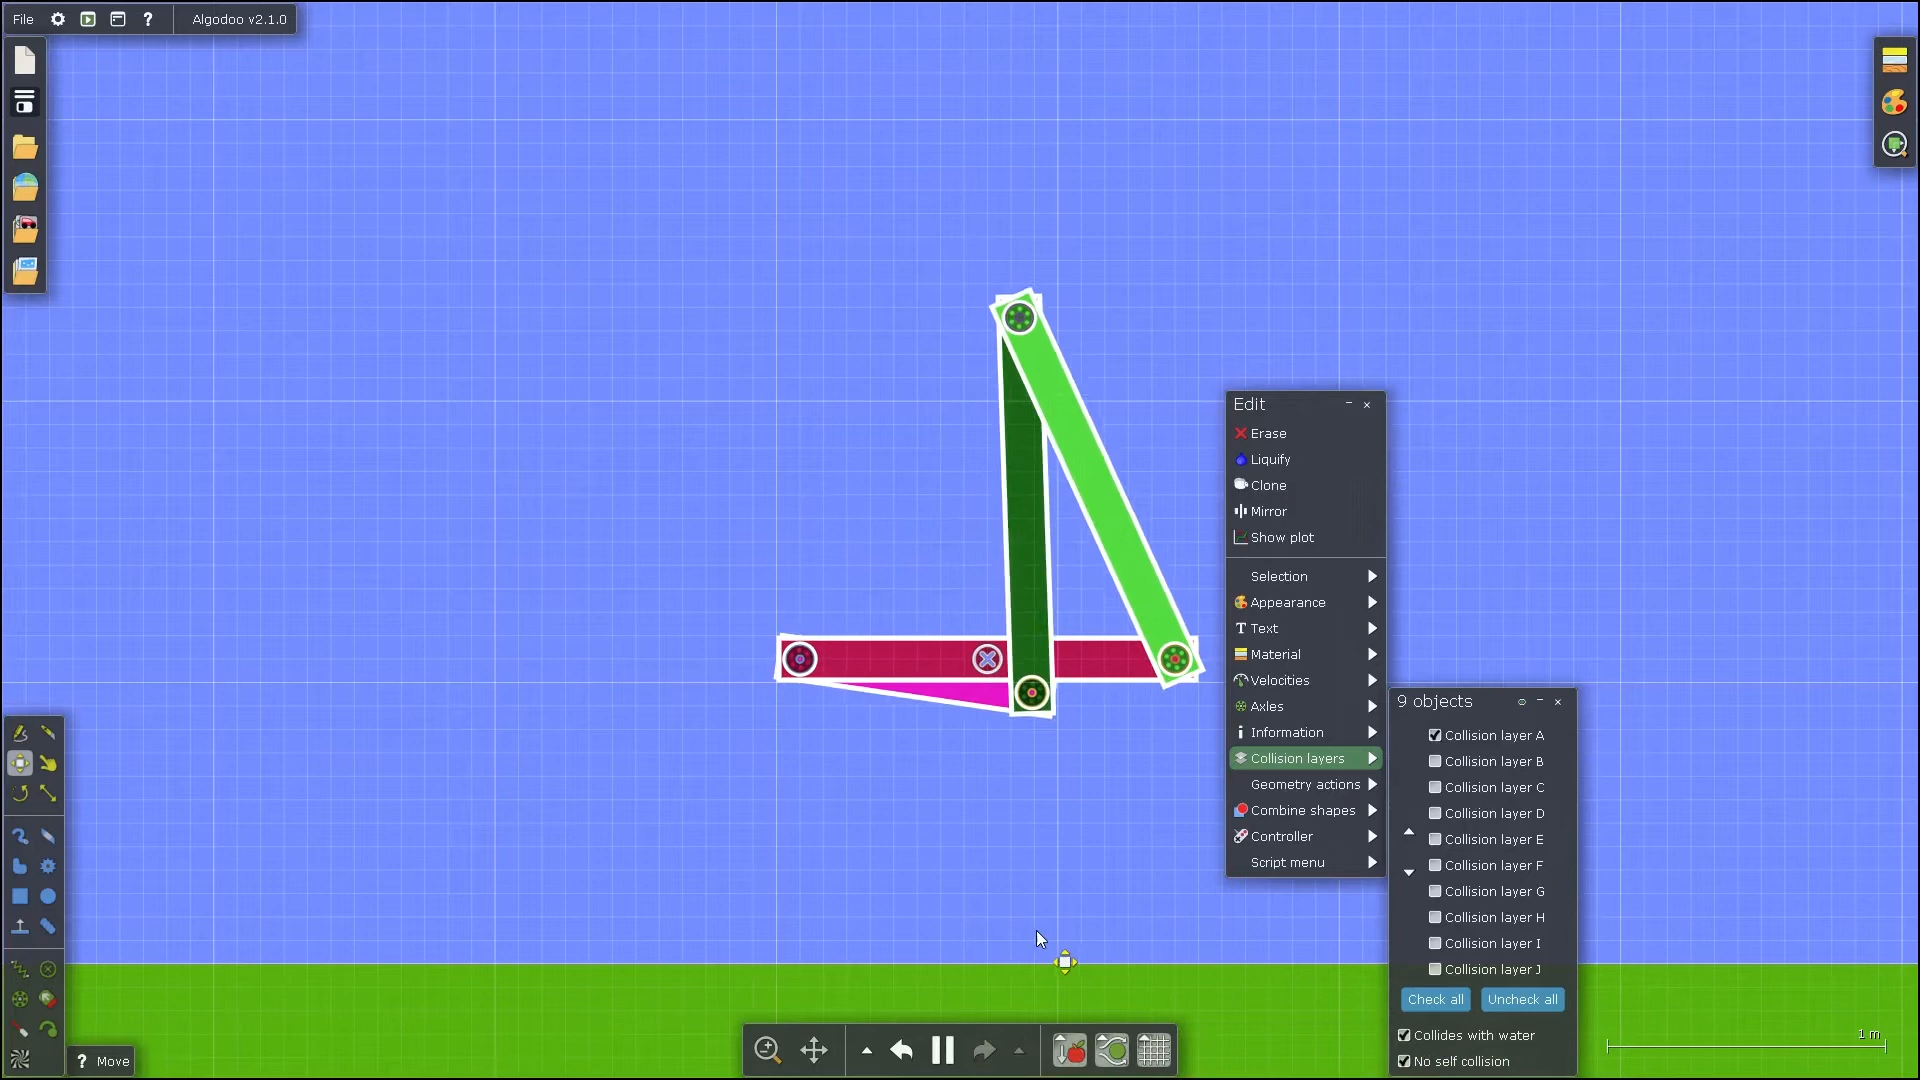 File ? Algodoo v2.1.0
Edit
Erase
Liquify
Clone
Mirror
Show plot
Selection
Appearance
T Text
Material
Velocities
Axles
Information
Collision layers
Geometry actions
Combine shapes
Controller
Script menu
9 objects
Collision layer A
Collision layer B
Collision layer C
Collision layer D
Collision layer E
Collision layer F
Collision layer G
Collision layer H
Collision layer I
Collision layer J
Check all Uncheck all
Collides with water
No self collision
1 m
? Move